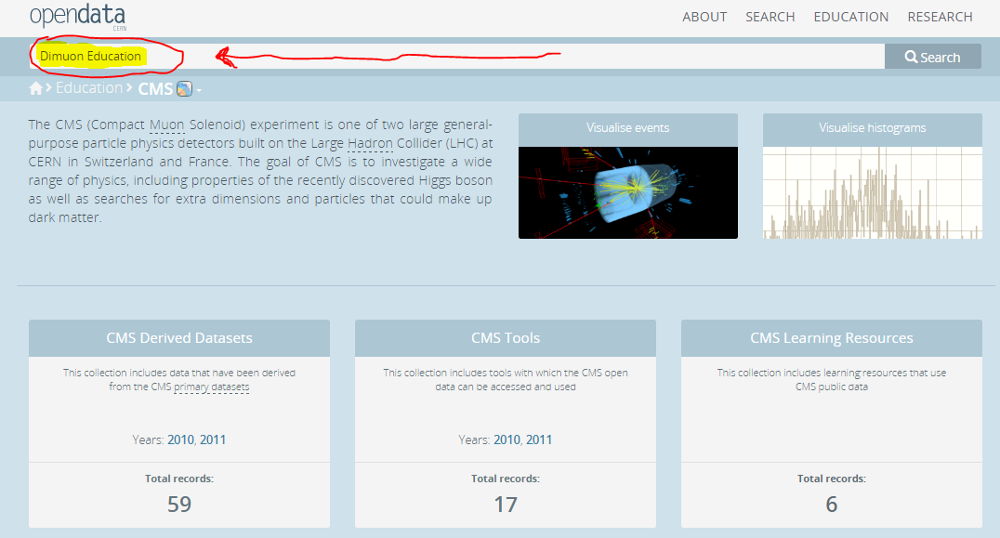 opendata
CERN
ABOUT SEARCH EDUCATION RESEARCH
Dimuon Education
Search
Education CMS
The CMS (Compact Muon Solenoid) experiment is one of two large general-
purpose particle physics detectors built on the Large Hadron Collider (LHC) at
CERN in Switzerland and France. The goal of CMS is to investigate a wide
range of physics, including properties of the recently discovered Higgs boson
as well as searches for extra dimensions and particles that could make up
dark matter.
Visualise events
Visualise histograms
CMS Derived Datasets
This collection includes data that have been derived
from the CMS primary datasets
Years: 2010, 2011
Total records:
59
CMS Tools
This collection includes tools with which the CMS open
data can be accessed and used
Years: 2010, 2011
Total records:
17
CMS Learning Resources
This collection includes learning resources that use
CMS public data
Total records:
6